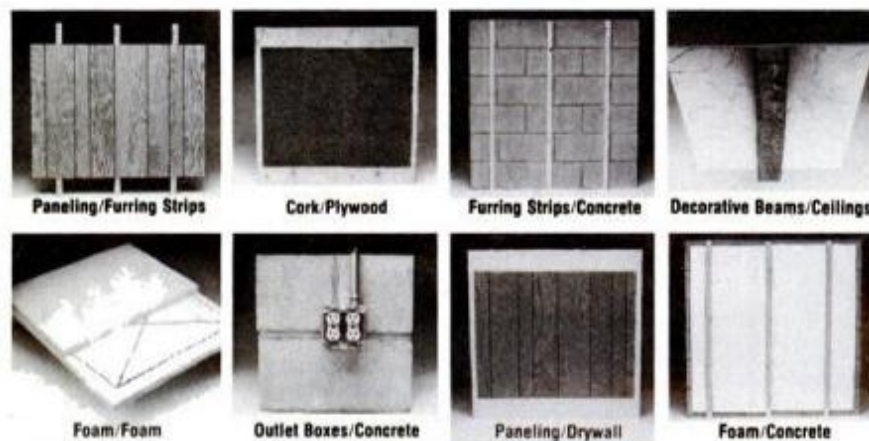 Paneling/Furring Strips
Cork/Plywood
Furring Strips/Concrete
Decorative Beams/Ceilings
Foam/Foam
Outlet Boxes/Concrete
Paneling/Drywall
Foam/Concrete